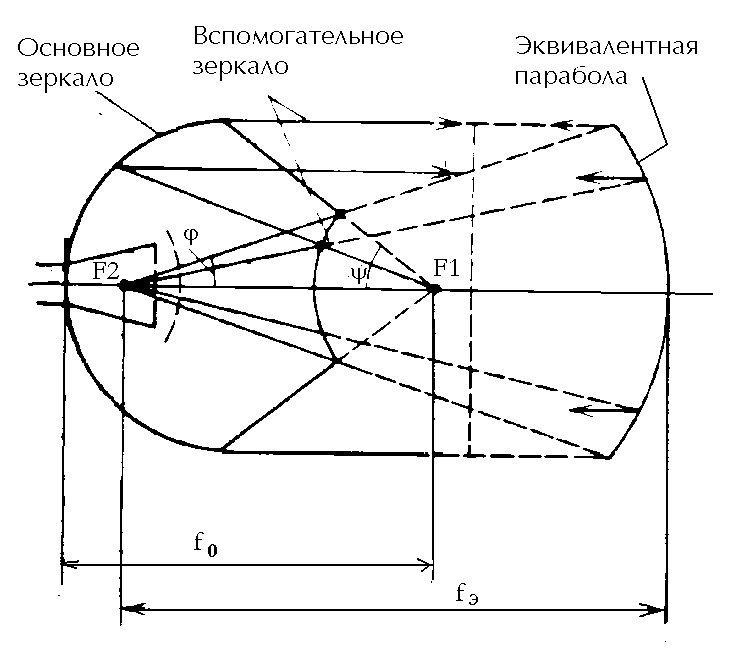 Основное
зеркало
Вспомогательное
зеркало
Эквивалентная
парабола
φ
F2
ψ
F1
f0
fэ